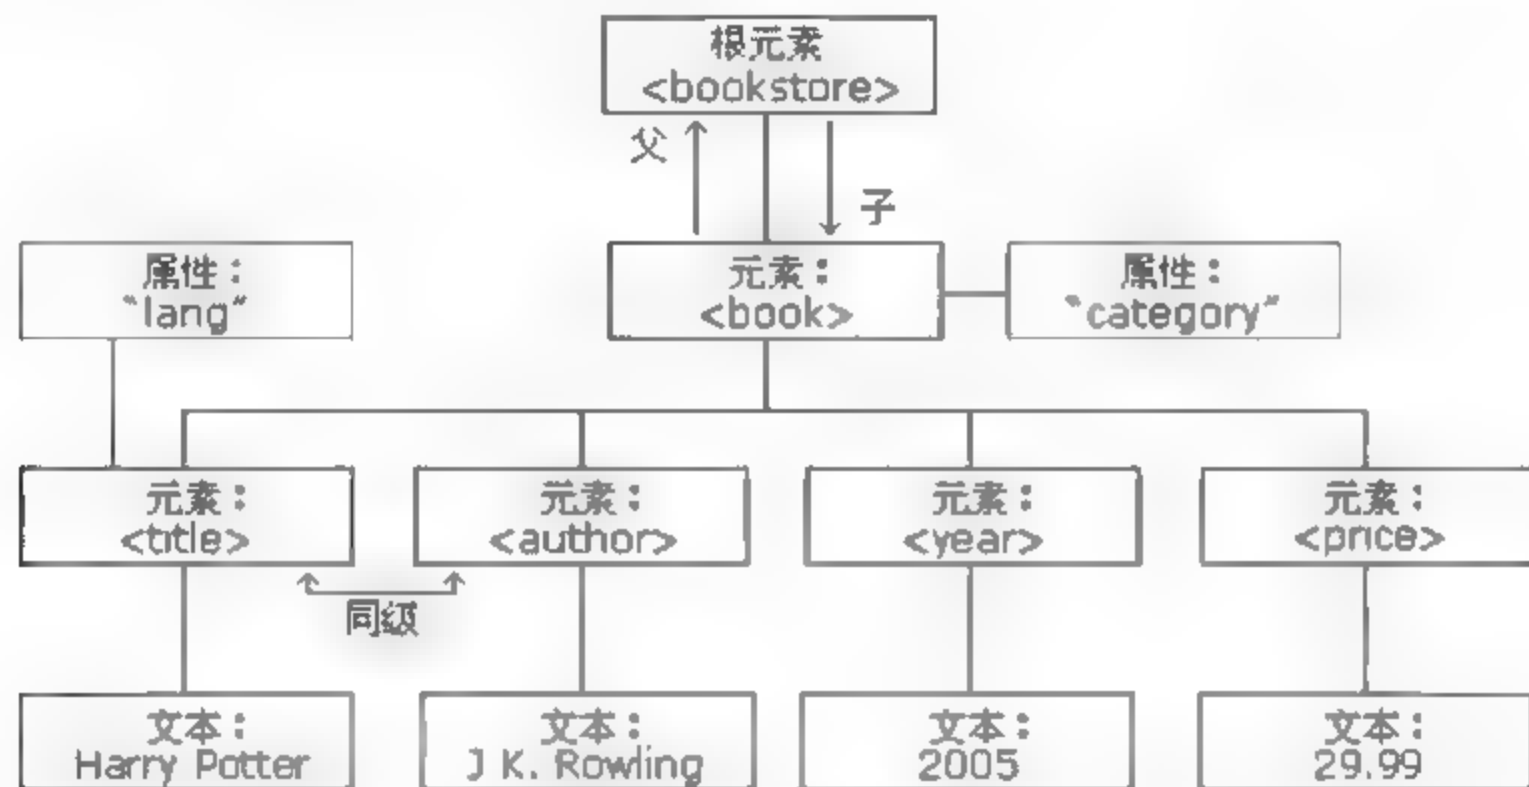 根元素
<bookstore>
父
子
属性：
"lang"
元素：
<book>
属性：
"category"
元素：
<title>
元素：
<author>
元素：
<year>
元素：
<price>
同级
文本：
Harry Potter
文本：
J K. Rowling
文本：
2005
文本：
29.99